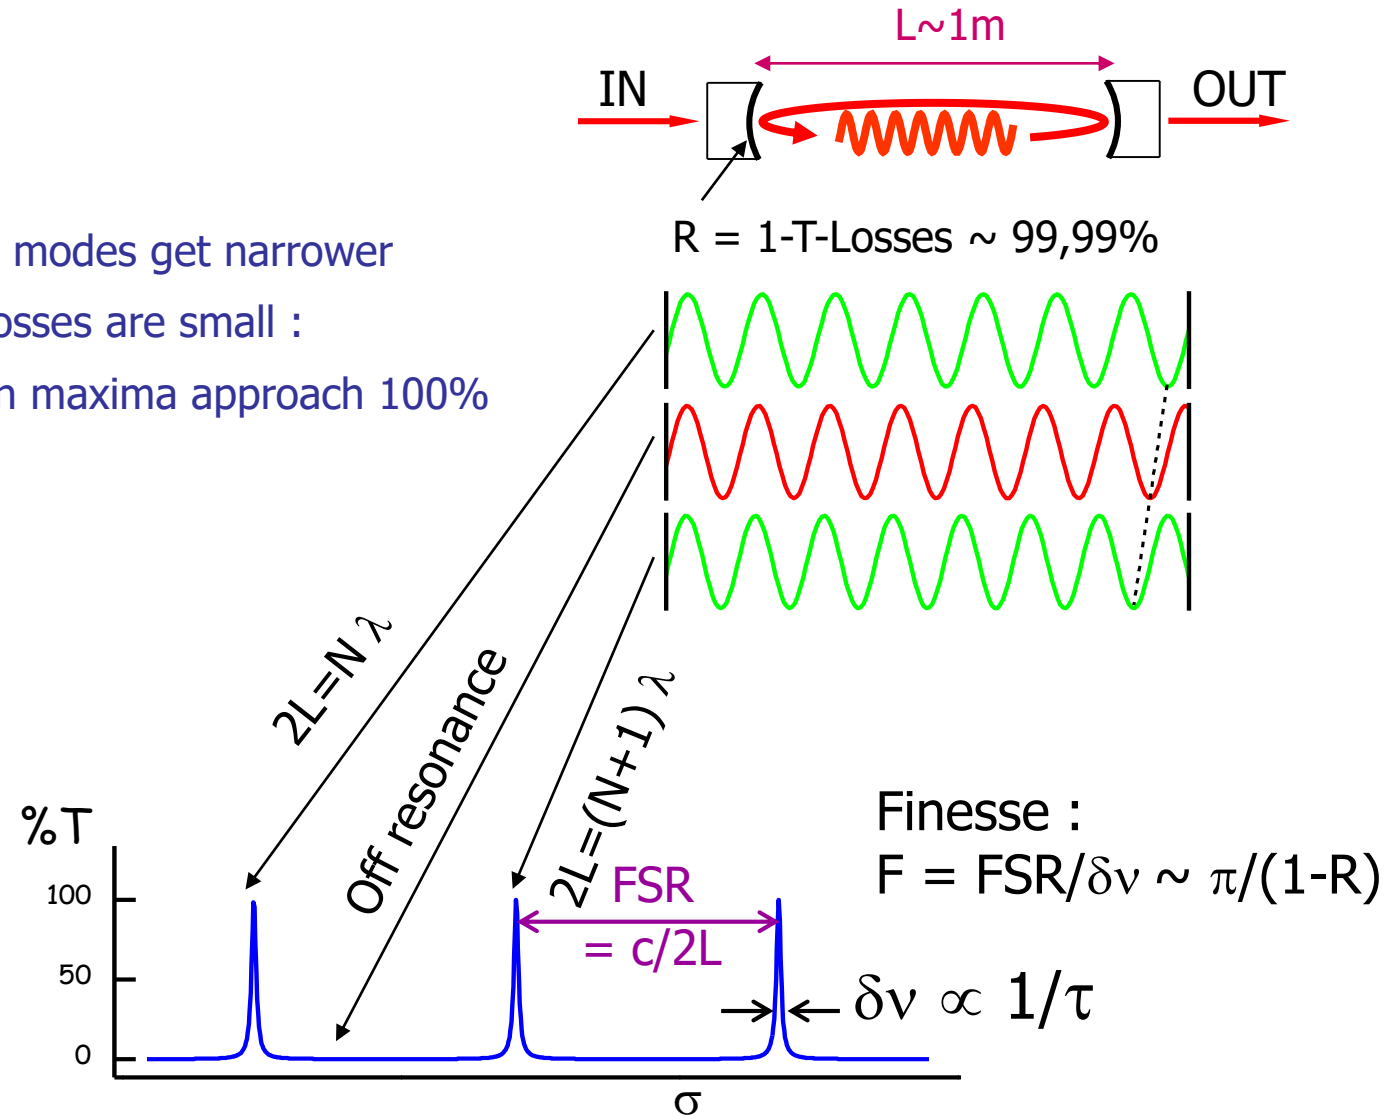 L~1m
IN
OUT
R = 1-T-Losses ~ 99,99%
modes get narrower
osses are small :
n maxima approach 100%
2L=N λ
Off resonance
2L=(N+1) λ
%T
100
50
0
FSR
= c/2L
σ
Finesse :
F = FSR/δν ~ π/(1-R)
δν ∝ 1/τ